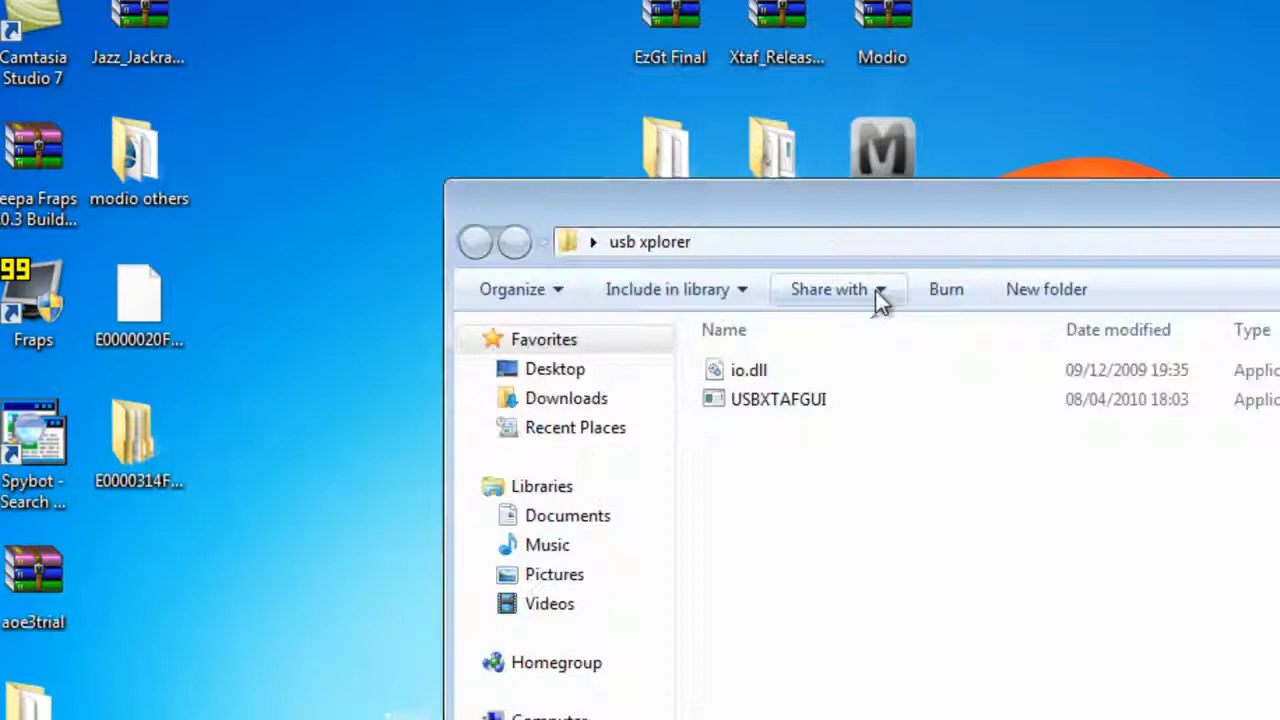 Camtasia
Studio 7
Jazz_Jackra...
EzGt Final
Xtaf_Releas...
Modio
eepa Fraps
0.3 Build...
modio others
99
Fraps
E0000020F...
Spybot -
Search ...
E0000314F...
aoe3trial
usb xplorer
Organize
Include in library
Share with
Burn
New folder
Name
Date modified
Type
Favorites
Desktop
Downloads
Recent Places
Libraries
Documents
Music
Pictures
Videos
Homegroup
Computer
io.dll
09/12/2009 19:35
Applic
USBXTAFGUI
08/04/2010 18:03
Applic